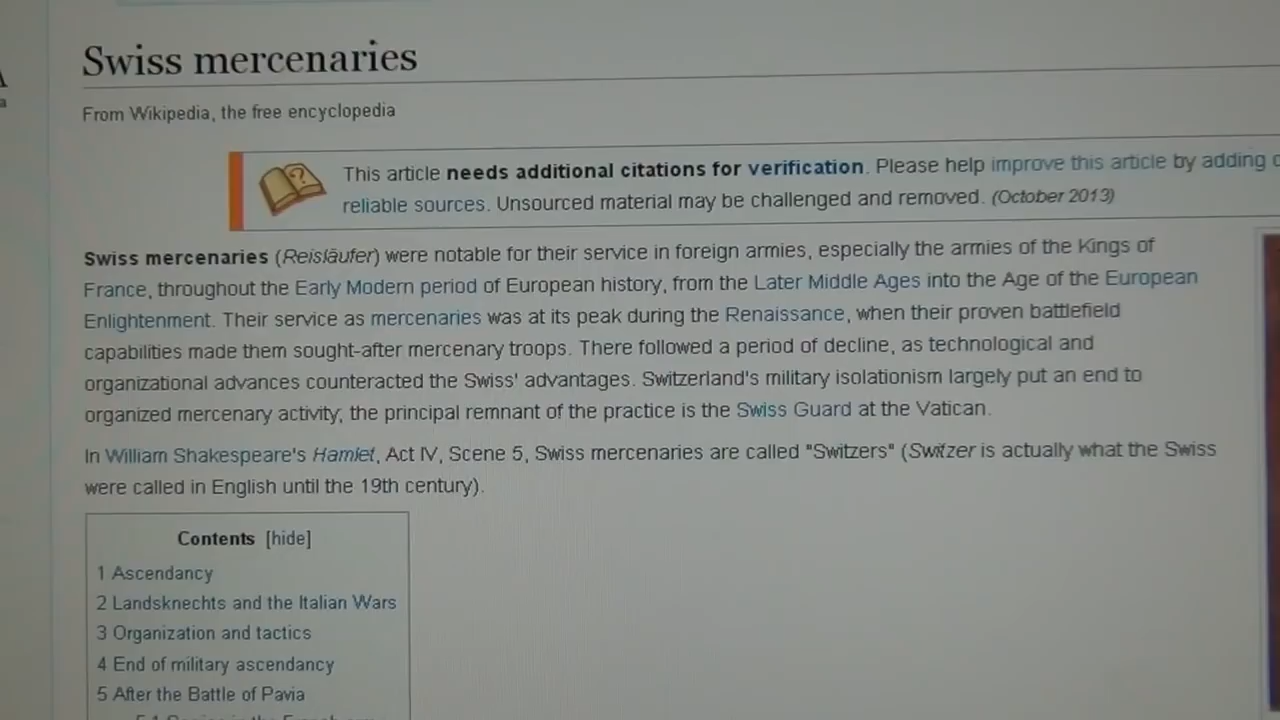 Swiss mercenaries
From Wikipedia, the free encyclopedia
This article needs additional citations for verification. Please help improve this article by adding
reliable sources. Unsourced material may be challenged and removed. (October 2013)
Swiss mercenaries (Reisläufer) were notable for their service in foreign armies, especially the armies of the Kings of
France, throughout the Early Modern period of European history, from the Later Middle Ages into the Age of the European
Enlightenment. Their service as mercenaries was at its peak during the Renaissance, when their proven battlefield
capabilities made them sought-after mercenary troops. There followed a period of decline, as technological and
organizational advances counteracted the Swiss' advantages. Switzerland's military isolationism largely put an end to
organized mercenary activity; the principal remnant of the practice is the Swiss Guard at the Vatican.
In William Shakespeare's Hamlet, Act IV, Scene 5, Swiss mercenaries are called "Switzers" (Switzer is actually what the Swiss
were called in English until the 19th century).
Contents [hide]
1 Ascendancy
2 Landsknechts and the Italian Wars
3 Organization and tactics
4 End of military ascendancy
5 After the Battle of Pavia